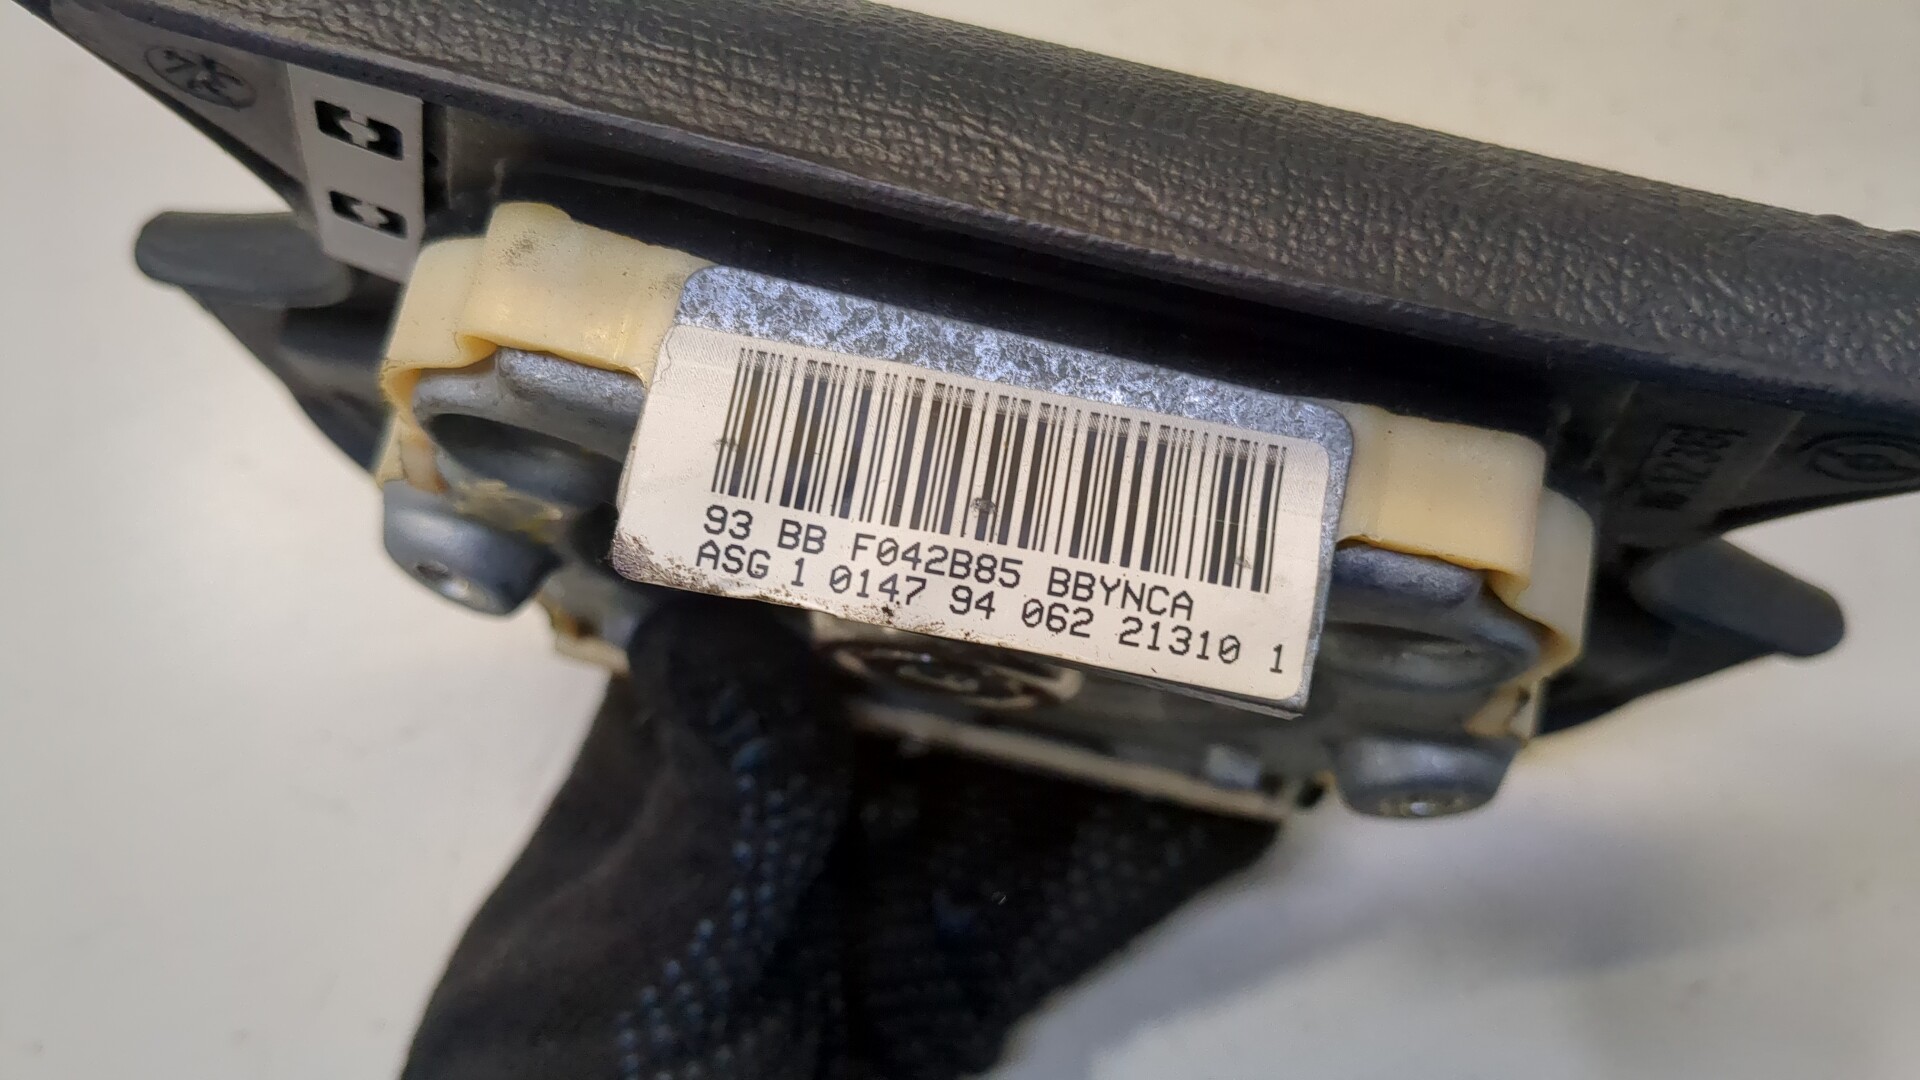 93 BB F042B85 BBYNCA
ASG 1 0147 94 062 21310 1